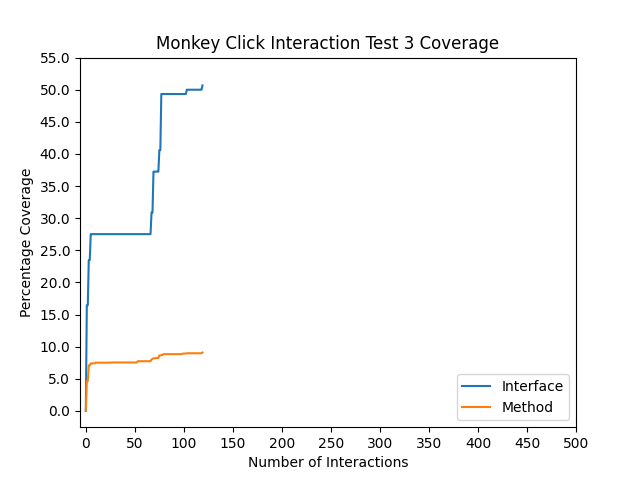 Monkey Click Interaction Test 3 Coverage
55.0
50.0
45.0
40.0
35.0
30.0
25.0
20.0
15.0
10.0
5.0
0.0
Percentage Coverage
Interface
Method
0 50 100 150 200 250 300 350 400 450 500
Number of Interactions